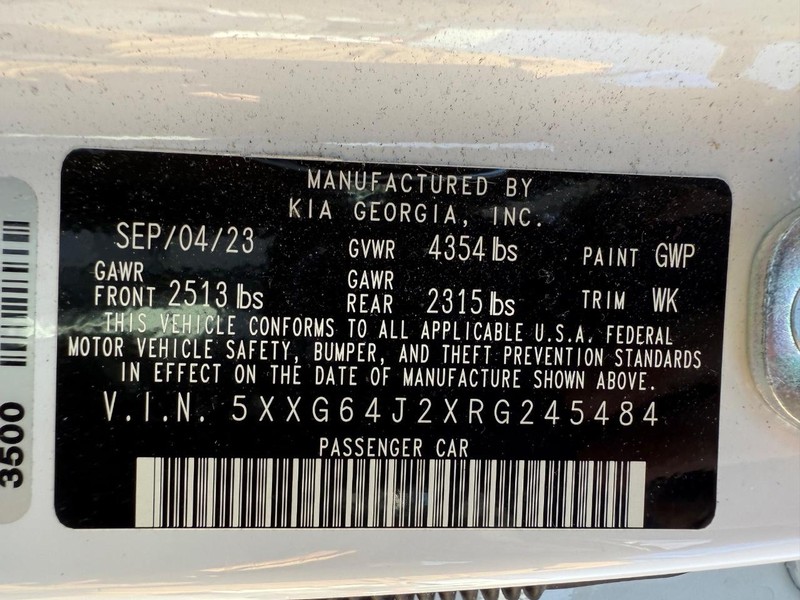 MANUFACTURED BY
KIA GEORGIA, INC.
SEP/04/23 GVWR 4354 lbs PAINT GWP
GAWR FRONT 2513 lbs GAWR REAR 2315 lbs TRIM WK
THIS VEHICLE CONFORMS TO ALL APPLICABLE U.S.A. FEDERAL
MOTOR VEHICLE SAFETY, BUMPER, AND THEFT PREVENTION STANDARDS
IN EFFECT ON THE DATE OF MANUFACTURE SHOWN ABOVE.
V.I.N. 5XXG64J2XRG245484
PASSENGER CAR
3500